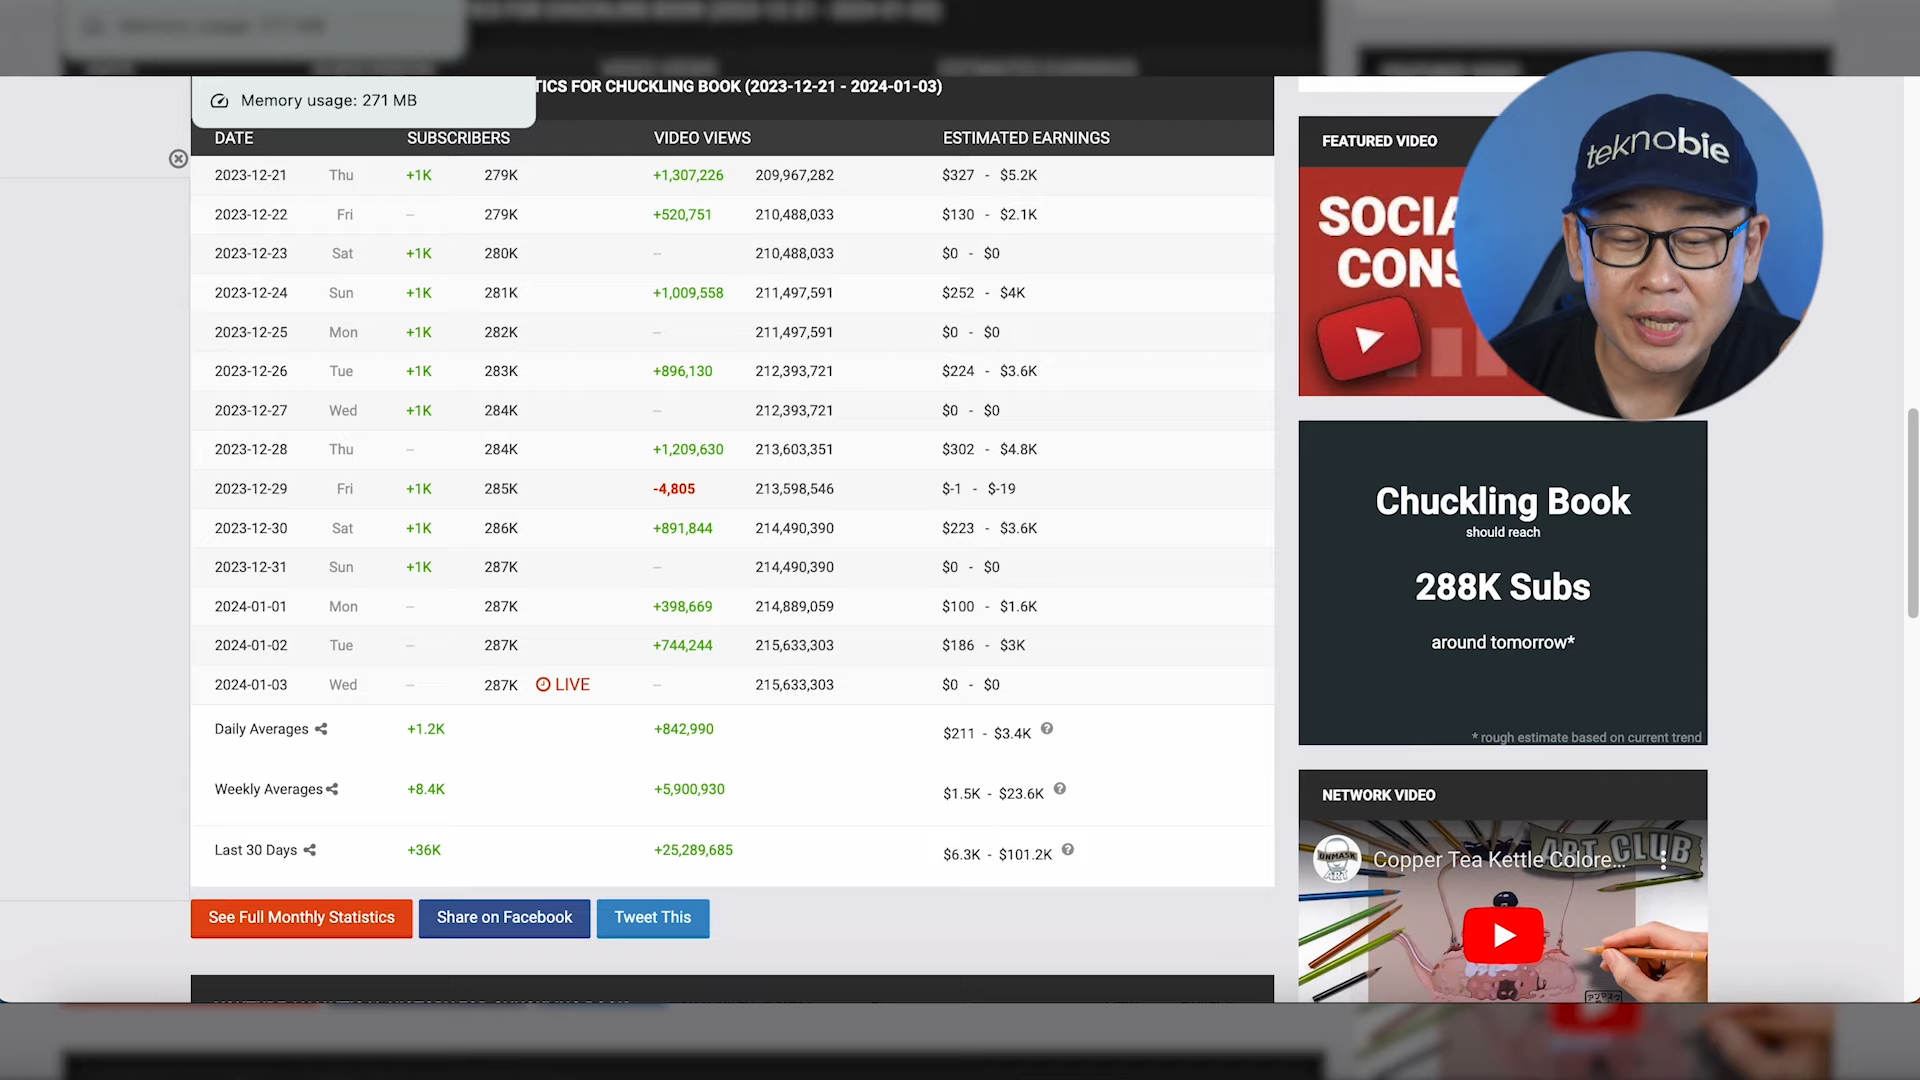 Memory usage: 271 MB
TICS FOR CHUCKLING BOOK (2023-12-21 - 2024-01-03)
DATE SUBSCRIBERS VIDEO VIEWS ESTIMATED EARNINGS
2023-12-21 Thu +1K 279K +1,307,226 209,967,282 $327 - $5.2K
2023-12-22 Fri -- 279K +520,751 210,488,033 $130 - $2.1K
2023-12-23 Sat +1K 280K -- 210,488,033 $0 - $0
2023-12-24 Sun +1K 281K +1,009,558 211,497,591 $252 - $4K
2023-12-25 Mon +1K 282K -- 211,497,591 $0 - $0
2023-12-26 Tue +1K 283K +896,130 212,393,721 $224 - $3.6K
2023-12-27 Wed +1K 284K -- 212,393,721 $0 - $0
2023-12-28 Thu -- 284K +1,209,630 213,603,351 $302 - $4.8K
2023-12-29 Fri +1K 285K -4,805 213,598,546 $-1 - $-19
2023-12-30 Sat +1K 286K +891,844 214,490,390 $223 - $3.6K
2023-12-31 Sun +1K 287K -- 214,490,390 $0 - $0
2024-01-01 Mon -- 287K +398,669 214,889,059 $100 - $1.6K
2024-01-02 Tue -- 287K +744,244 215,633,303 $186 - $3K
2024-01-03 Wed -- 287K LIVE -- 215,633,303 $0 - $0
Daily Averages +1.2K +842,990 $211 - $3.4K
Weekly Averages +8.4K +5,900,930 $1.5K - $23.6K
Last 30 Days +36K +25,289,685 $6.3K - $101.2K
See Full Monthly Statistics
Share on Facebook
Tweet This
FEATURED VIDEO
SOCIA
CONS
teknobie
Chuckling Book
should reach
288K Subs
around tomorrow*
* rough estimate based on current trend
NETWORK VIDEO
UNMASK
ART
Copper Tea Kettle Colore...
ART CLUB